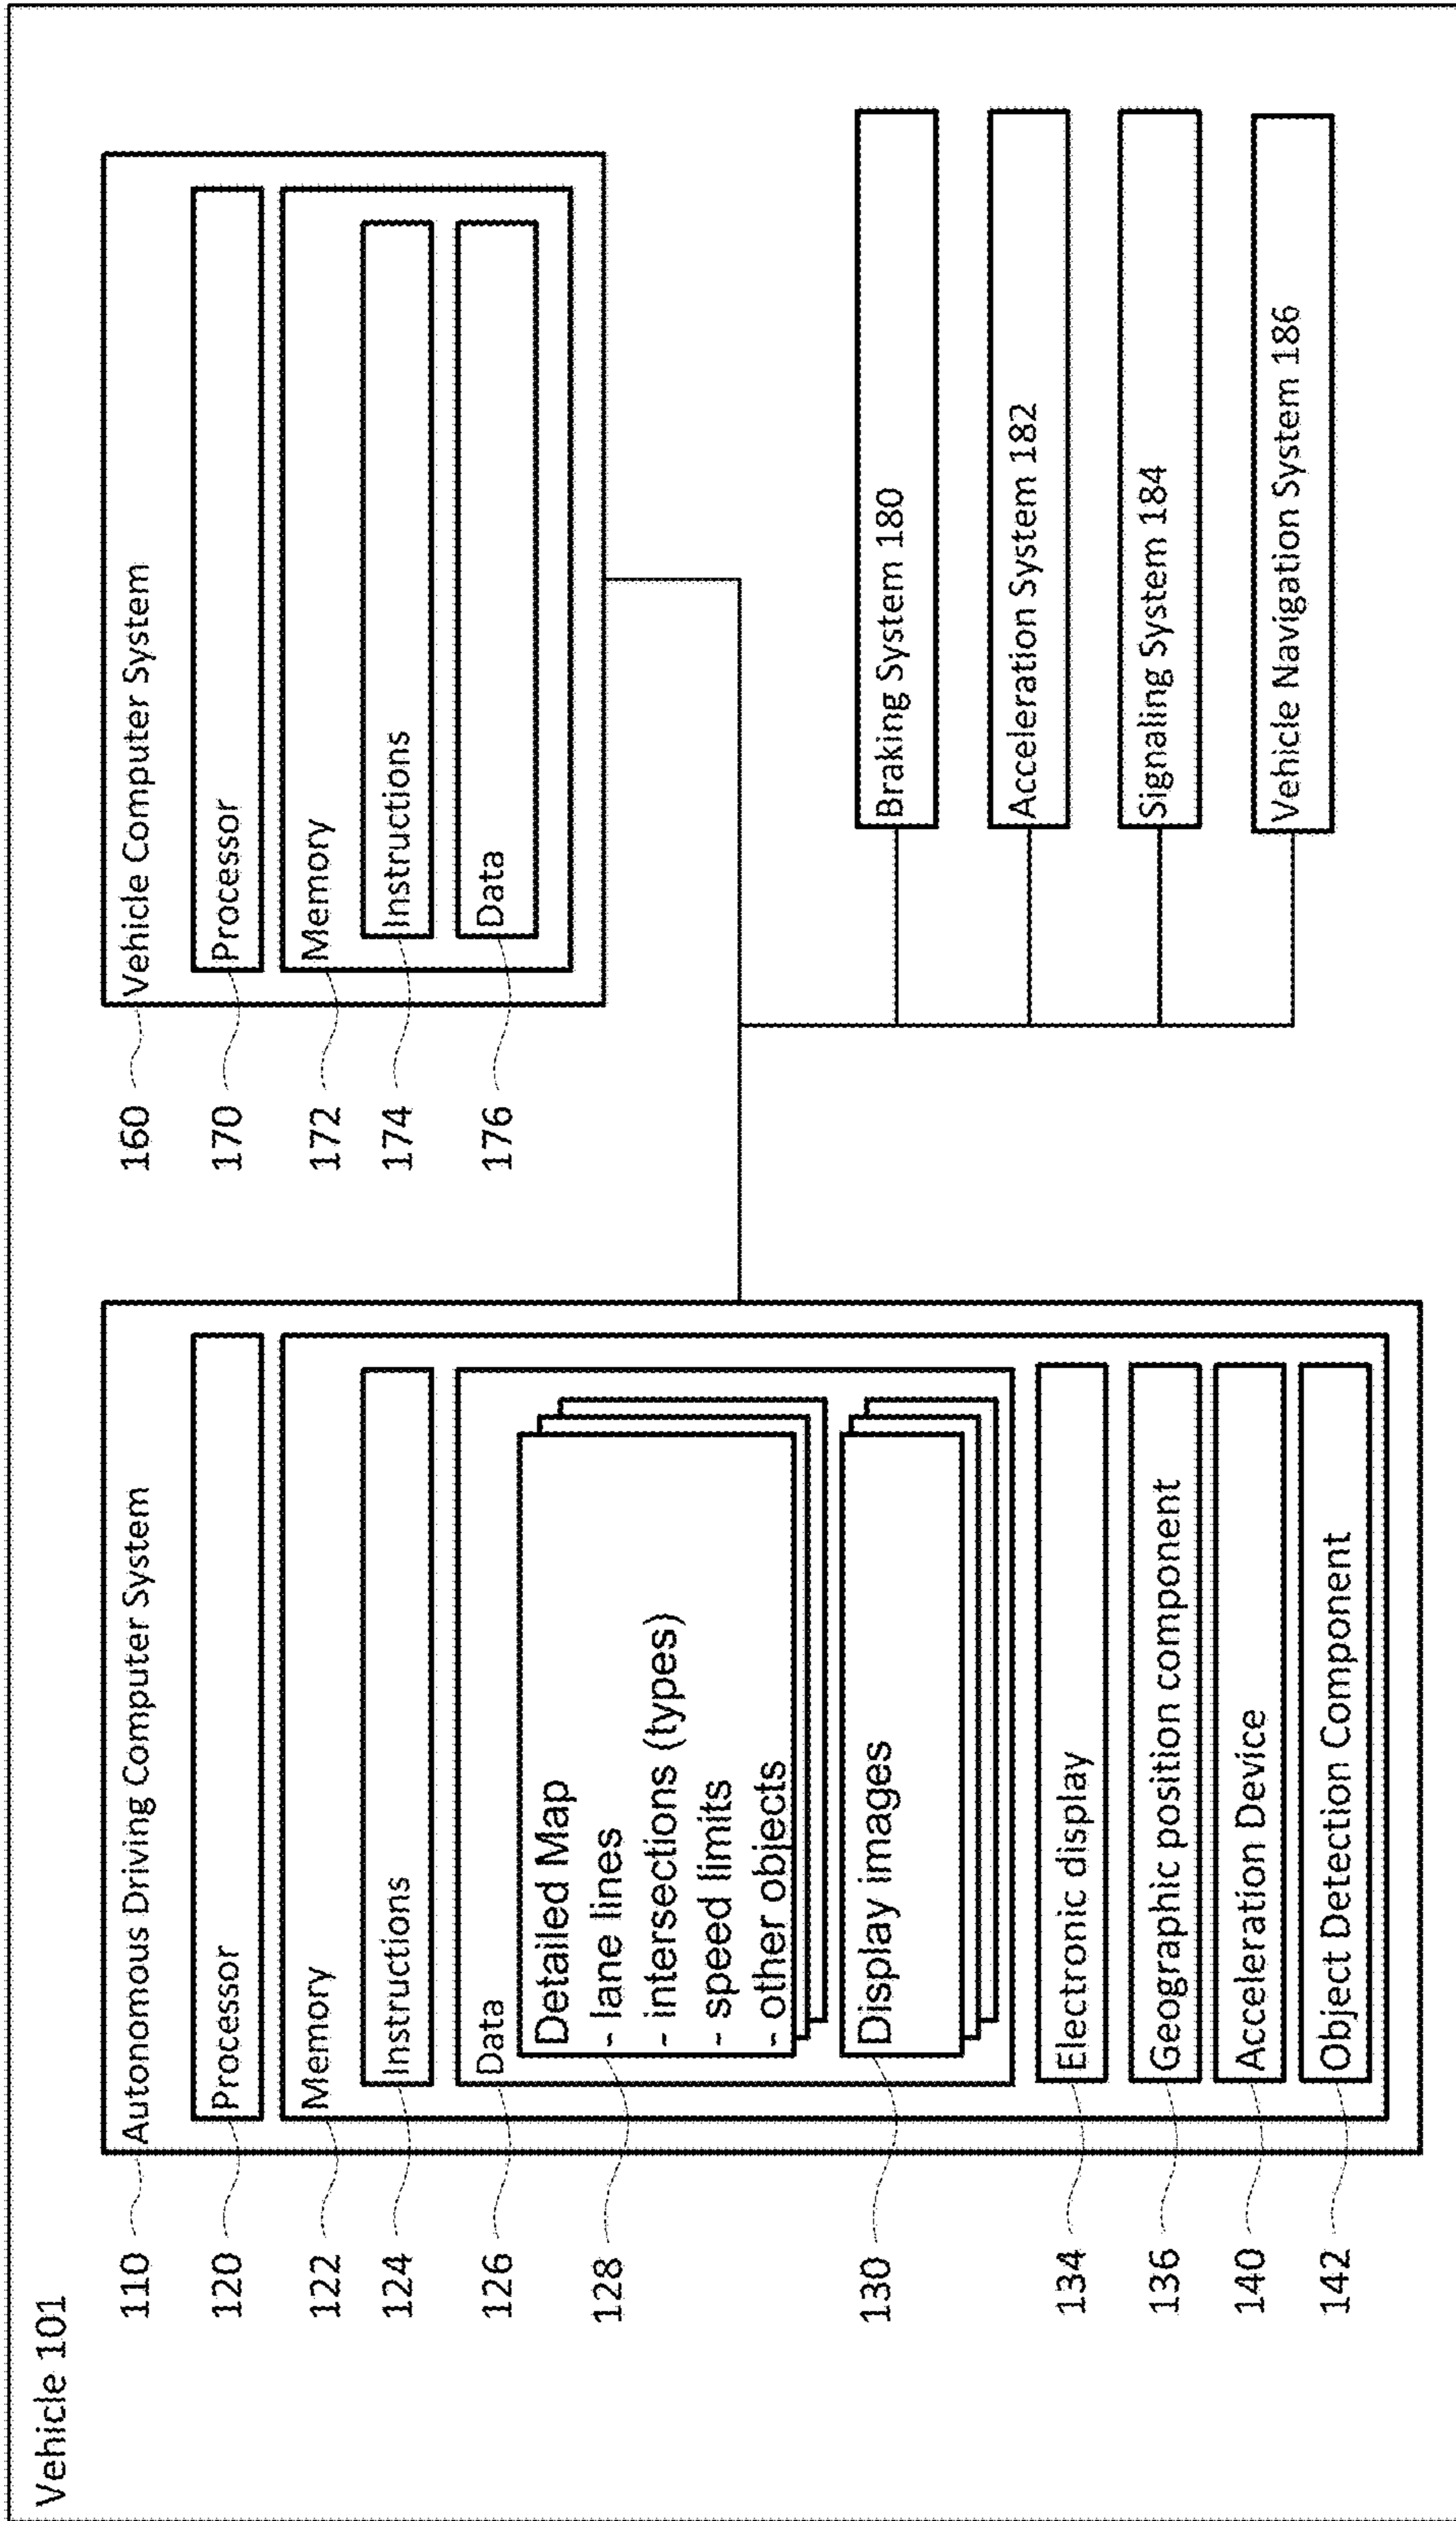 Vehicle 101
110
Autonomous Driving Computer System
120
Processor
122
Memory
124
Instructions
126
Data
128
Detailed Map
- lane lines
- intersections (types)
- speed limits
- other objects
130
Display images
134
Electronic display
136
Geographic position component
140
Acceleration Device
142
Object Detection Component
160
Vehicle Computer System
170
Processor
172
Memory
174
Instructions
176
Data
Braking System 180
Acceleration System 182
Signaling System 184
Vehicle Navigation System 186